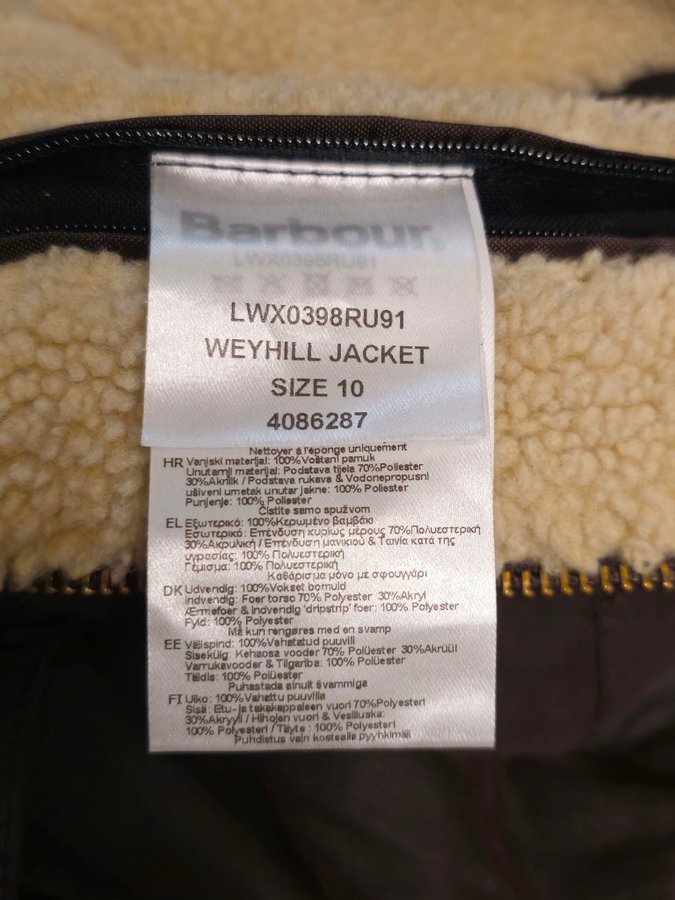 Barbour
LWX0398RU91
LWX0398RU91
WEYHILL JACKET
SIZE 10
4086287
Nettoyer à l'éponge uniquement
HR Vanjski materijal: 100%Voštani pamuk
Unutarnji materijal: Podstava tijela 70%Poliester
30%Akrilik / Podstava rukava & Vodonepropusni
ušiveni umetak unutar jakne: 100% Poliester
Punjenje: 100% Poliester
Čistite samo spužvom
EL Εξωτερικό: 100%Κερωμένο βαμβάκι
Εσωτερικό: Επένδυση κυρίως μέρους 70%Πολυεστερική
30%Ακρυλική / Επένδυση μανικιού & Ταινία κατά της
υγρασίας: 100% Πολυεστερική
Γέμισμα: 100% Πολυεστερική
Καθάρισμα μόνο με σφουγγάρι
DK Udvendig: 100%Vokset bomuld
Indvendig: Foer torso 70% Polyester 30%Akryl
Ærmefoer & indvendig 'dripstrip' foer: 100% Polyester
Fyld: 100% Polyester
Må kun rengøres med en svamp
EE Välispind: 100%Vahatatud puuvill
Sisekülg: Kehaosa vooder 70% Polüester 30%Akrüül
Varrukavooder & Tilgariba: 100% Polüester
Täidis: 100% Polüester
Puhastada ainult švammiga
FI Ulko: 100%Vahattu puuvilla
Sisä: Etu- ja takakappaleen vuori 70%Polyesteri
30%Akryyli / Hihojen vuori & Vesiliuska:
100% Polyesteri / Täyte : 100% Polyesteri
Puhdistus vain kostealla pyyhkimäll